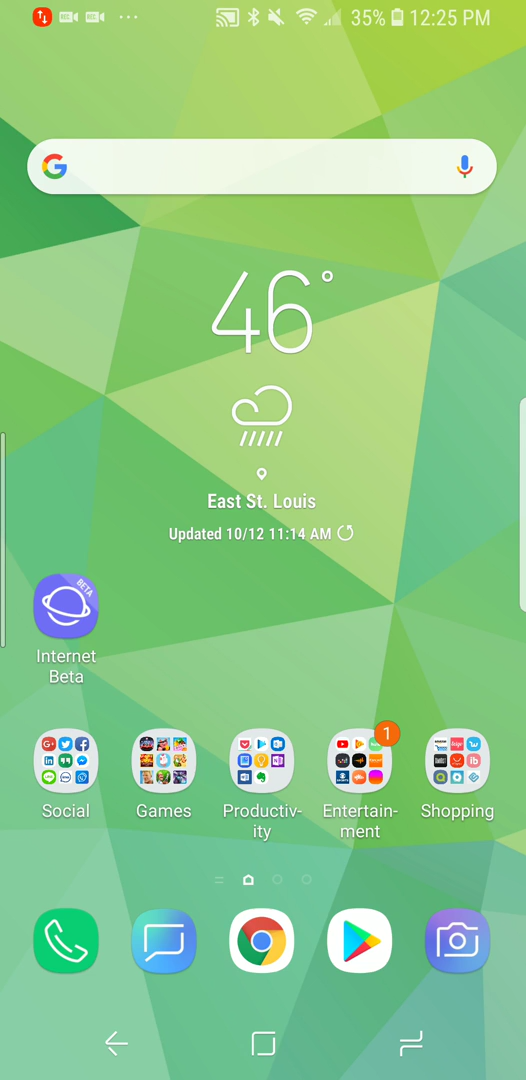 35% 12:25 PM
46°
East St. Louis
Updated 10/12 11:14 AM
BETA
Internet
Beta
1
Social
Games
Productiv-
ity
Entertain-
ment
Shopping